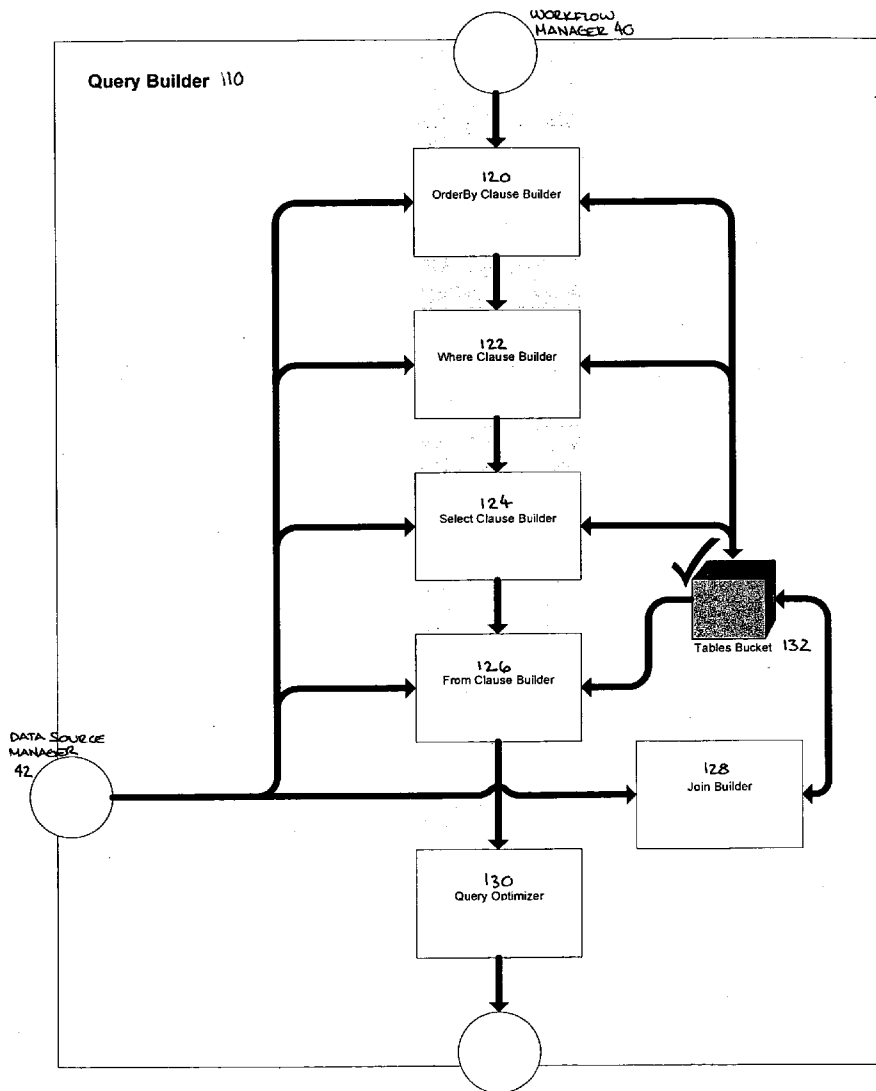 WORKFLOW
MANAGER 40
Query Builder 110
120
OrderBy Clause Builder
122
Where Clause Builder
124
Select Clause Builder
Tables Bucket 132
126
From Clause Builder
DATA SOURCE
MANAGER
42
128
Join Builder
130
Query Optimizer